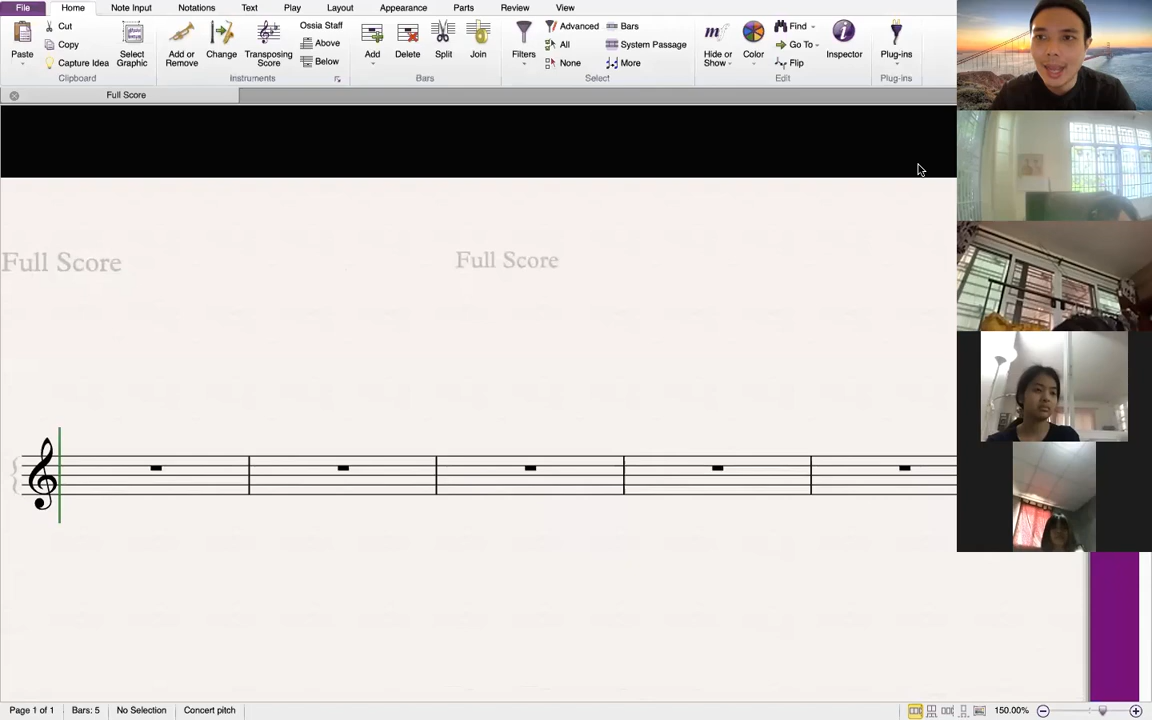 File Home Note Input Notations Text Play Layout Appearance Parts Review View
Paste
Cut
Copy
Capture Idea
Select Graphic
Clipboard
Add or Remove
Change
Transposing Score
Ossia Staff
Above
Below
Instruments
Add
Delete
Split
Join
Bars
Filters
Advanced
All
None
Bars
System Passage
More
Select
Hide or Show
Color
Find
Go To
Flip
Inspector
Edit
Plug-ins
Plug-ins
Full Score
Full Score
Full Score
Page 1 of 1 Bars: 5 No Selection Concert pitch 150.00%